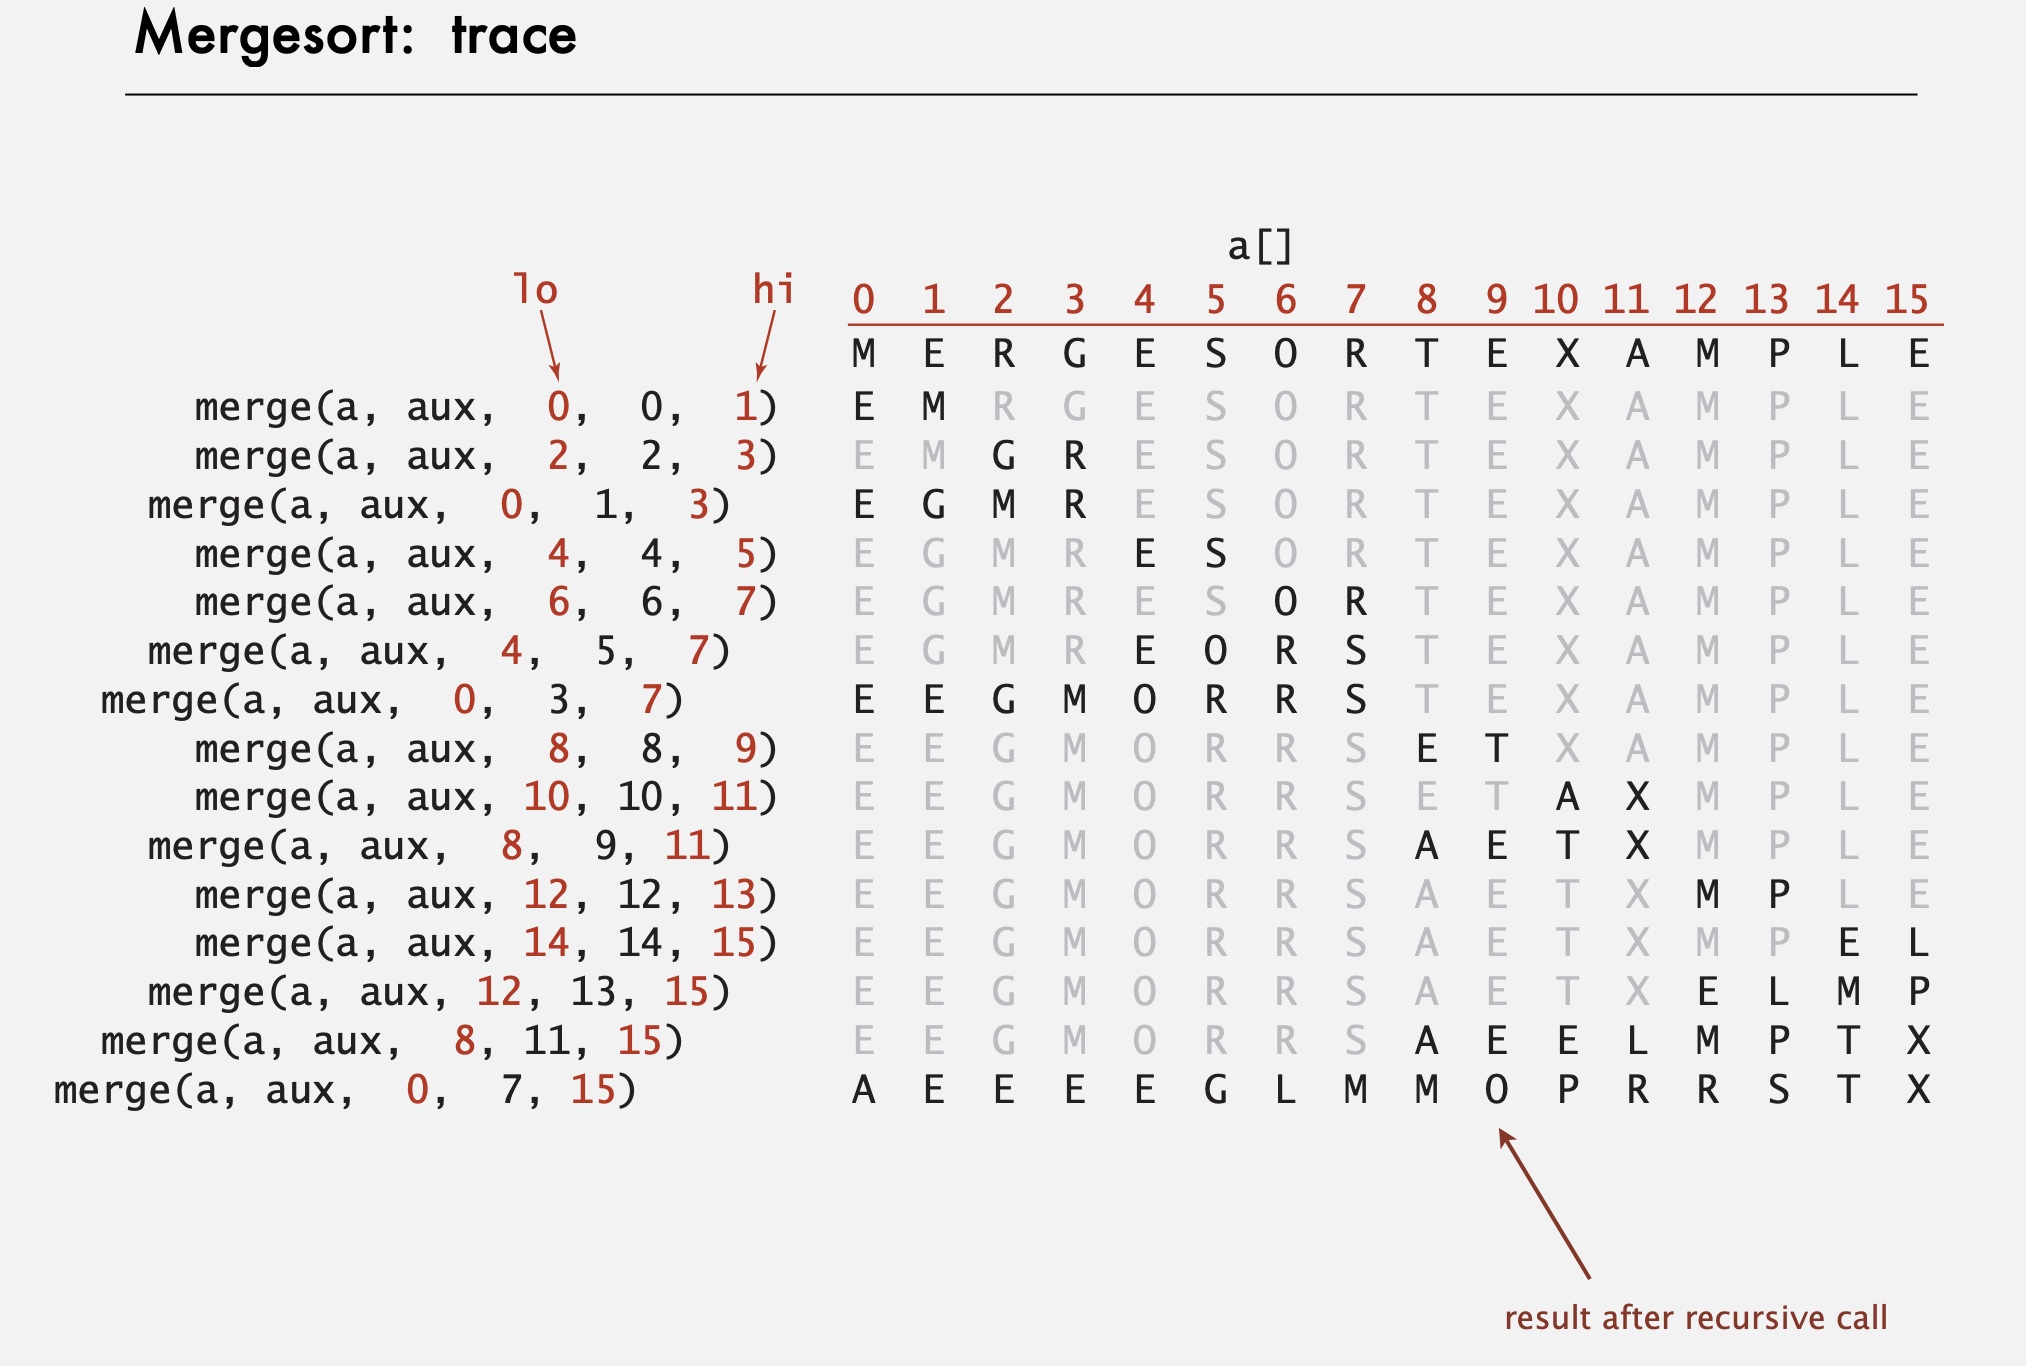 Mergesort: trace
a[]
lo hi 0 1 2 3 4 5 6 7 8 9 10 11 12 13 14 15
M E R G E S O R T E X A M P L E
merge(a, aux, 0, 0, 1) E M R G E S O R T E X A M P L E
merge(a, aux, 2, 2, 3) E M G R E S O R T E X A M P L E
merge(a, aux, 0, 1, 3) E G M R E S O R T E X A M P L E
merge(a, aux, 4, 4, 5) E G M R E S O R T E X A M P L E
merge(a, aux, 6, 6, 7) E G M R E S O R T E X A M P L E
merge(a, aux, 4, 5, 7) E G M R E O R S T E X A M P L E
merge(a, aux, 0, 3, 7) E E G M O R R S T E X A M P L E
merge(a, aux, 8, 8, 9) E E G M O R R S E T X A M P L E
merge(a, aux, 10, 10, 11) E E G M O R R S E T A X M P L E
merge(a, aux, 8, 9, 11) E E G M O R R S A E T X M P L E
merge(a, aux, 12, 12, 13) E E G M O R R S A E T X M P L E
merge(a, aux, 14, 14, 15) E E G M O R R S A E T X M P E L
merge(a, aux, 12, 13, 15) E E G M O R R S A E T X E L M P
merge(a, aux, 8, 11, 15) E E G M O R R S A E E L M P T X
merge(a, aux, 0, 7, 15) A E E E E G L M M O P R R S T X
result after recursive call